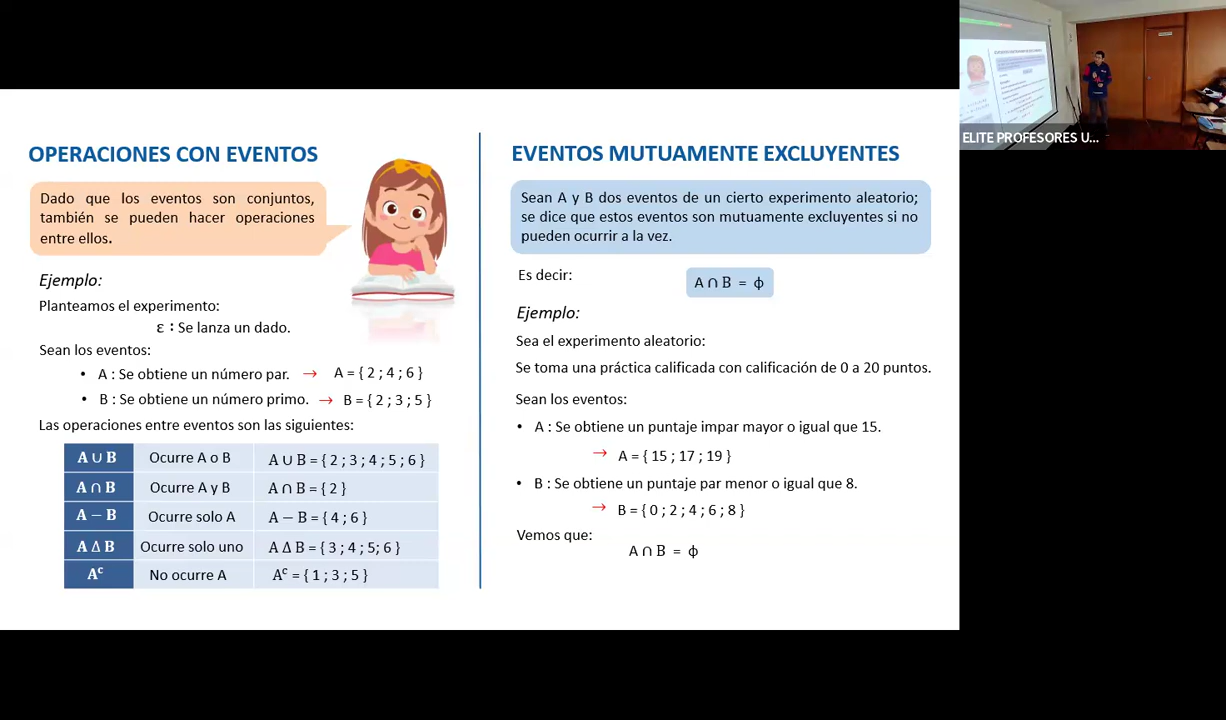 OPERACIONES CON EVENTOS
Dado que los eventos son conjuntos,
también se pueden hacer operaciones
entre ellos.
Ejemplo:
Planteamos el experimento:
ε : Se lanza un dado.
Sean los eventos:
• A : Se obtiene un número par. → A = { 2 ; 4 ; 6 }
• B : Se obtiene un número primo. → B = { 2 ; 3 ; 5 }
Las operaciones entre eventos son las siguientes:
A ∪ B Ocurre A o B A ∪ B = { 2 ; 3 ; 4 ; 5 ; 6 }
A ∩ B Ocurre A y B A ∩ B = { 2 }
A − B Ocurre solo A A − B = { 4 ; 6 }
A Δ B Ocurre solo uno A Δ B = { 3 ; 4 ; 5; 6 }
Aᶜ No ocurre A Aᶜ = { 1 ; 3 ; 5 }
EVENTOS MUTUAMENTE EXCLUYENTES
Sean A y B dos eventos de un cierto experimento aleatorio;
se dice que estos eventos son mutuamente excluyentes si no
pueden ocurrir a la vez.
Es decir: A ∩ B = ϕ
Ejemplo:
Sea el experimento aleatorio:
Se toma una práctica calificada con calificación de 0 a 20 puntos.
Sean los eventos:
• A : Se obtiene un puntaje impar mayor o igual que 15.
→ A = { 15 ; 17 ; 19 }
• B : Se obtiene un puntaje par menor o igual que 8.
→ B = { 0 ; 2 ; 4 ; 6 ; 8 }
Vemos que:
A ∩ B = ϕ
ELITE PROFESORES U...